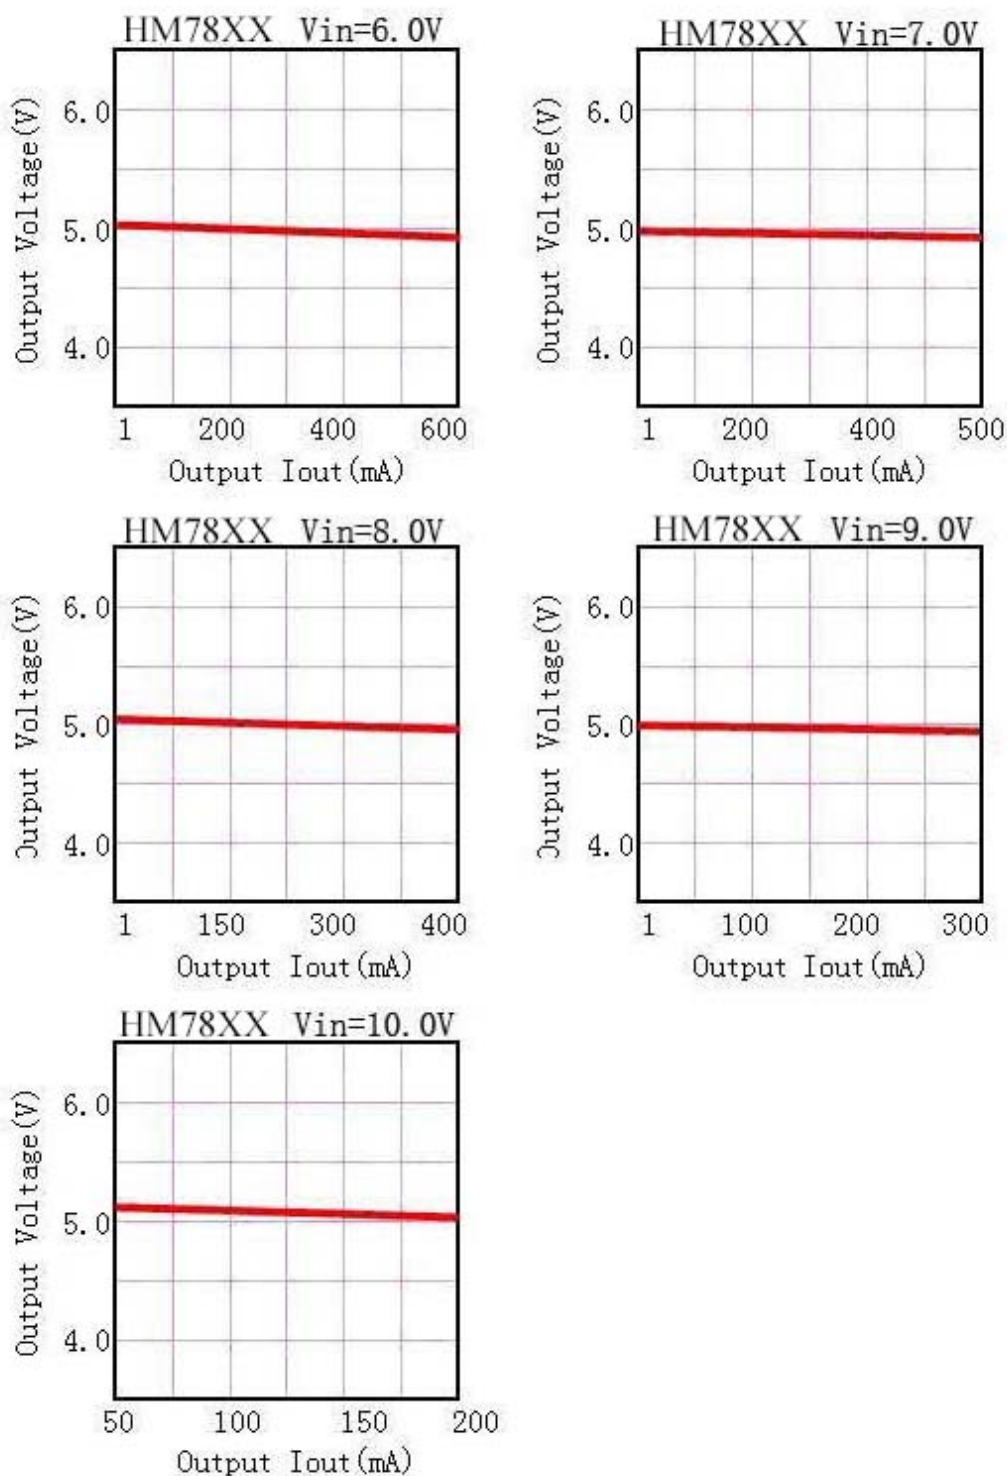 HM78XX Vin=6.0V
Output Voltage(V)
6.0
5.0
4.0
1 200 400 600
Output Iout(mA)
HM78XX Vin=7.0V
Output Voltage(V)
6.0
5.0
4.0
1 200 400 500
Output Iout(mA)
HM78XX Vin=8.0V
Output Voltage(V)
6.0
5.0
4.0
1 150 300 400
Output Iout(mA)
HM78XX Vin=9.0V
Output Voltage(V)
6.0
5.0
4.0
1 100 200 300
Output Iout(mA)
HM78XX Vin=10.0V
Output Voltage(V)
6.0
5.0
4.0
50 100 150 200
Output Iout(mA)